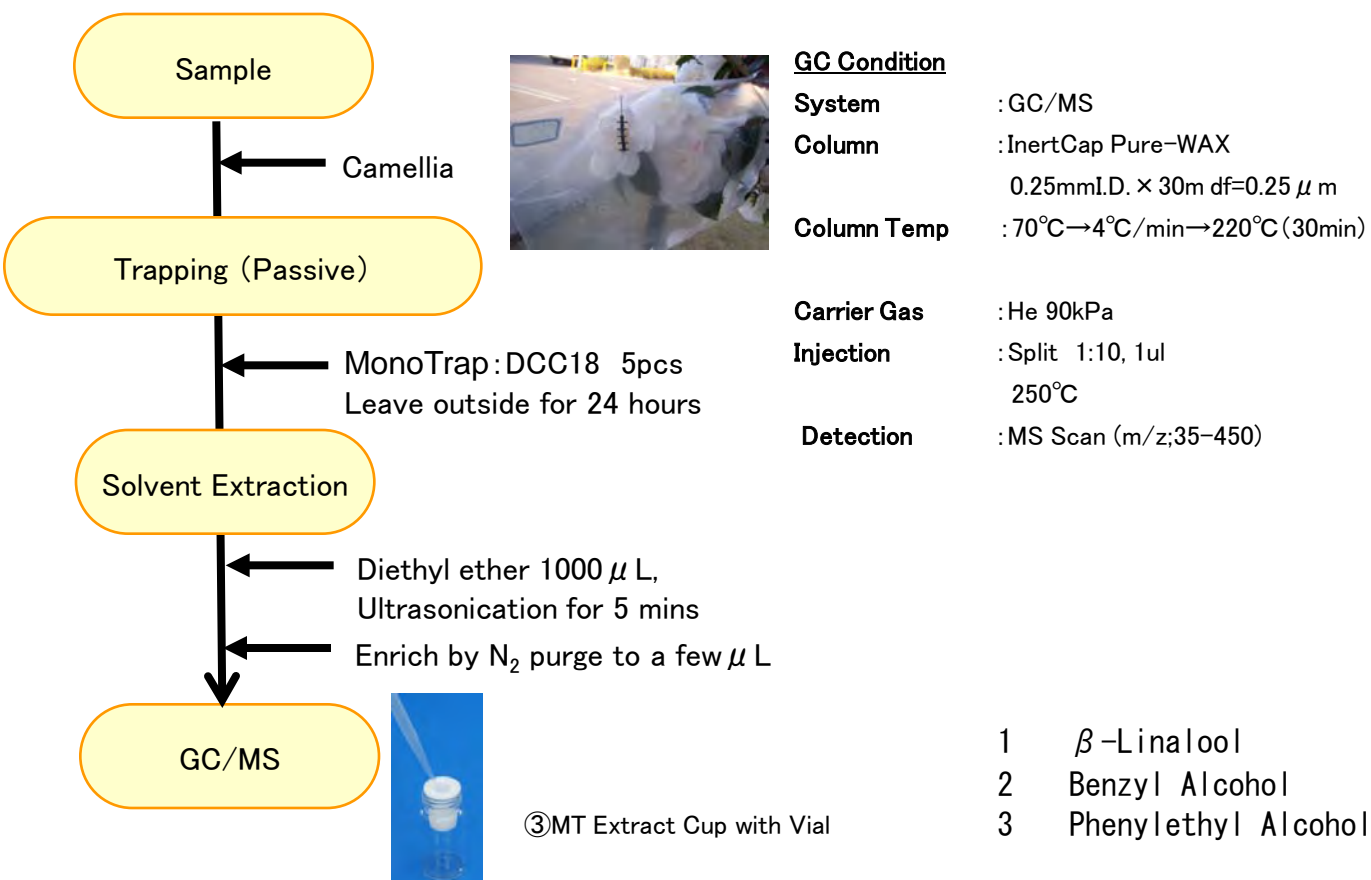 Sample
Camellia
Trapping (Passive)
MonoTrap:DCC18 5pcs
Leave outside for 24 hours
Solvent Extraction
Diethyl ether 1000μL,
Ultrasonication for 5 mins
Enrich by N₂ purge to a few μL
GC/MS
③MT Extract Cup with Vial
GC Condition
System :GC/MS
Column :InertCap Pure-WAX
0.25mmI.D.×30m df=0.25μm
Column Temp :70℃→4℃/min→220℃(30min)
Carrier Gas :He 90kPa
Injection :Split 1:10, 1ul
250℃
Detection :MS Scan (m/z;35-450)
1 β-Linalool
2 Benzyl Alcohol
3 Phenylethyl Alcohol